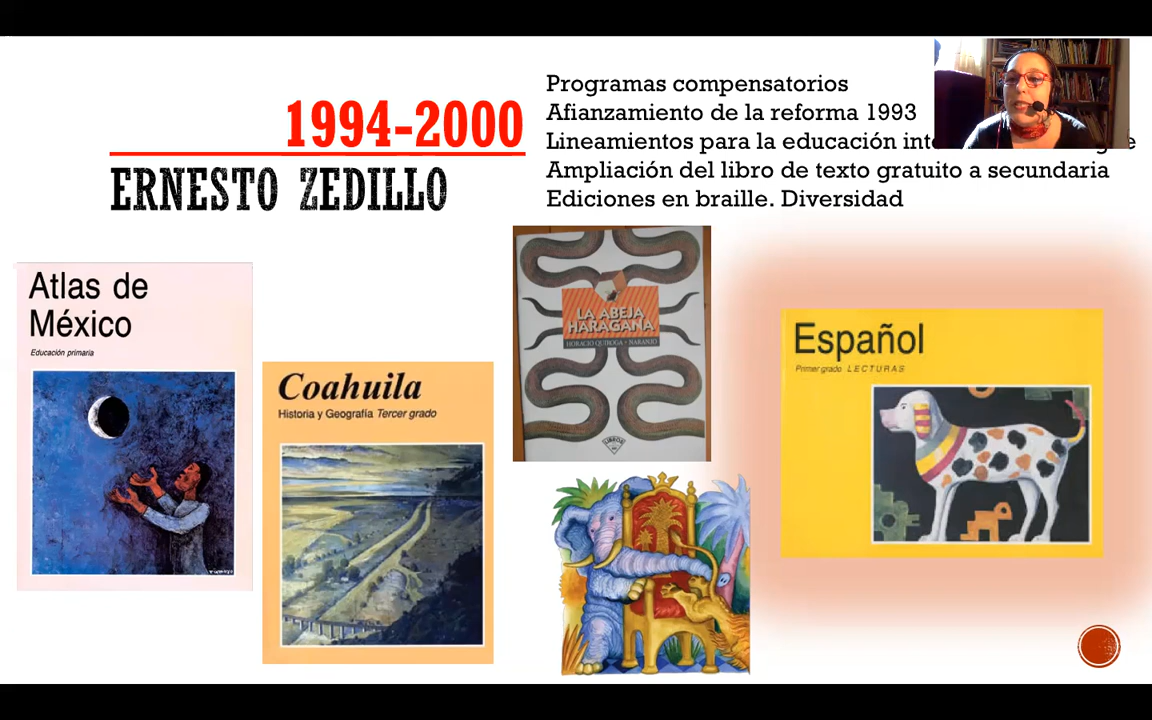 1994-2000
ERNESTO ZEDILLO
Programas compensatorios
Afianzamiento de la reforma 1993
Lineamientos para la educación
Ampliación del libro de texto gratuito a secundaria
Ediciones en braille. Diversidad
Atlas de
México
Educación primaria
Coahuila
Historia y Geografía Tercer grado
LA ABEJA
HARAGANA
HORACIO QUIROGA - NARANJO
LIBROS
Español
Primer grado LECTURAS